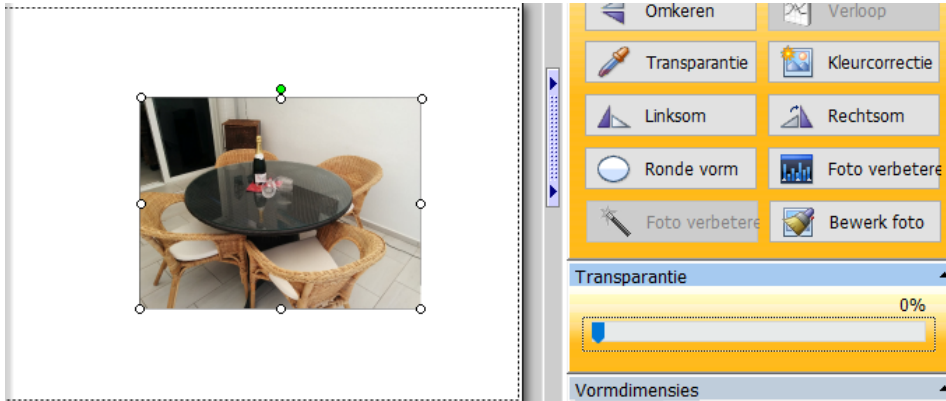 Omkeren
Verloop
Transparantie
Kleurcorrectie
Linksom
Rechtsom
Ronde vorm
Foto verbetere
Foto verbetere
Bewerk foto
Transparantie
0%
Vormdimensies